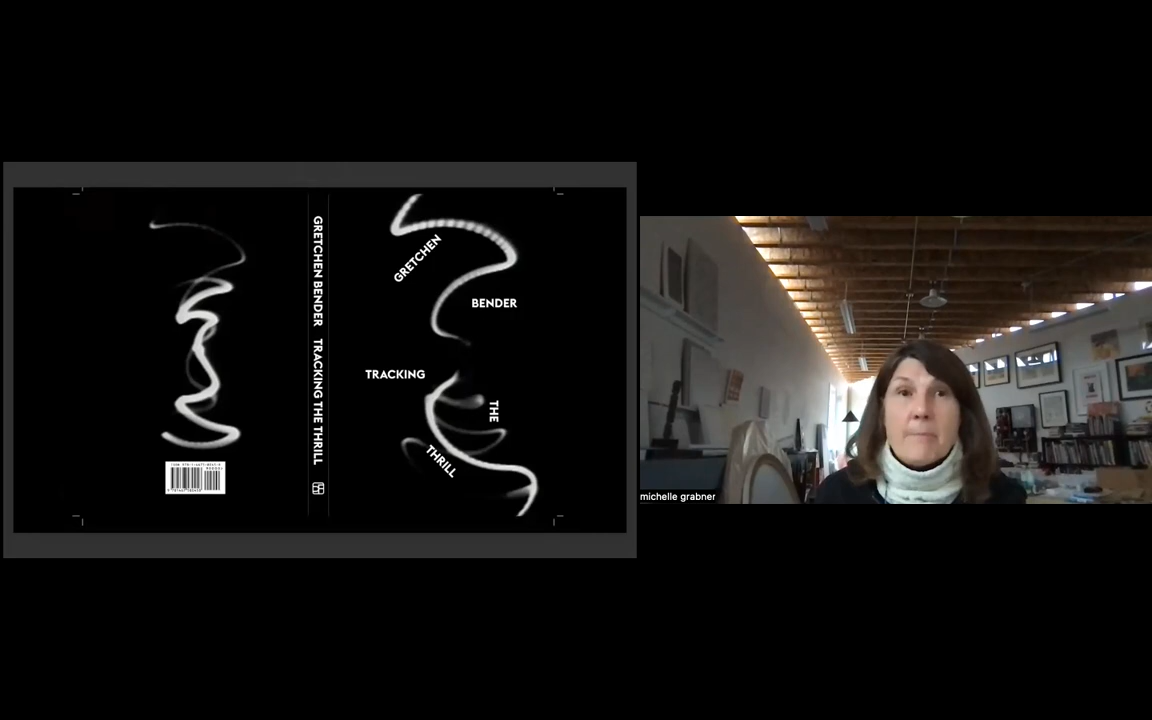 GRETCHEN BENDER TRACKING THE THRILL
GRETCHEN
BENDER
TRACKING
THE
THRILL
michelle grabner